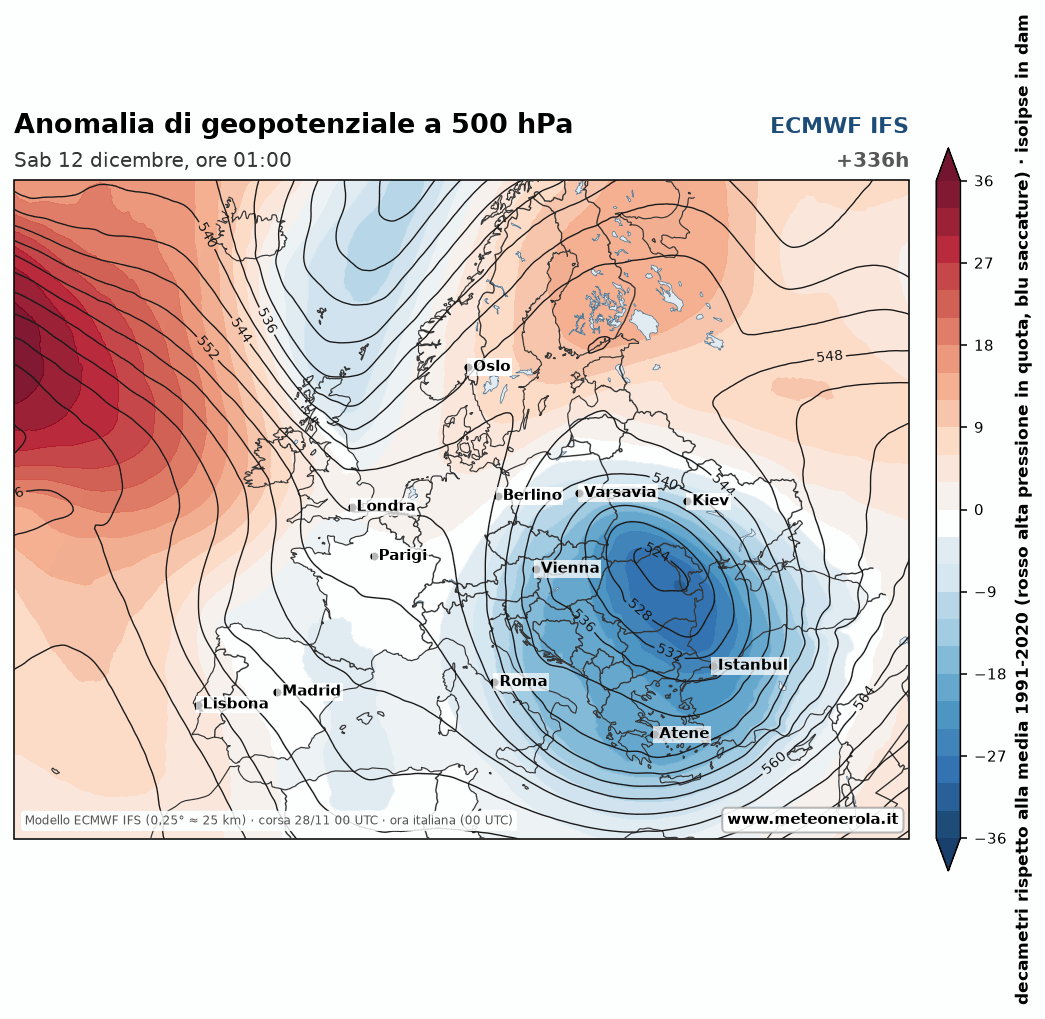 Anomalia di geopotenziale a 500 hPa
ECMWF IFS
Sab 12 dicembre, ore 01:00
+336h
540
536
544
552
548
Oslo
6
Londra
Berlino
540
Varsavia
544
Kiev
Parigi
Vienna
524
528
536
532
Istanbul
Roma
Madrid
Lisbona
Atene
564
560
Modello ECMWF IFS (0,25° ≈ 25 km) · corsa 28/11 00 UTC · ora italiana (00 UTC)
www.meteonerola.it
36
27
18
9
0
−9
−18
−27
−36
decametri rispetto alla media 1991-2020 (rosso alta pressione in quota, blu saccature) · isoipse in dam